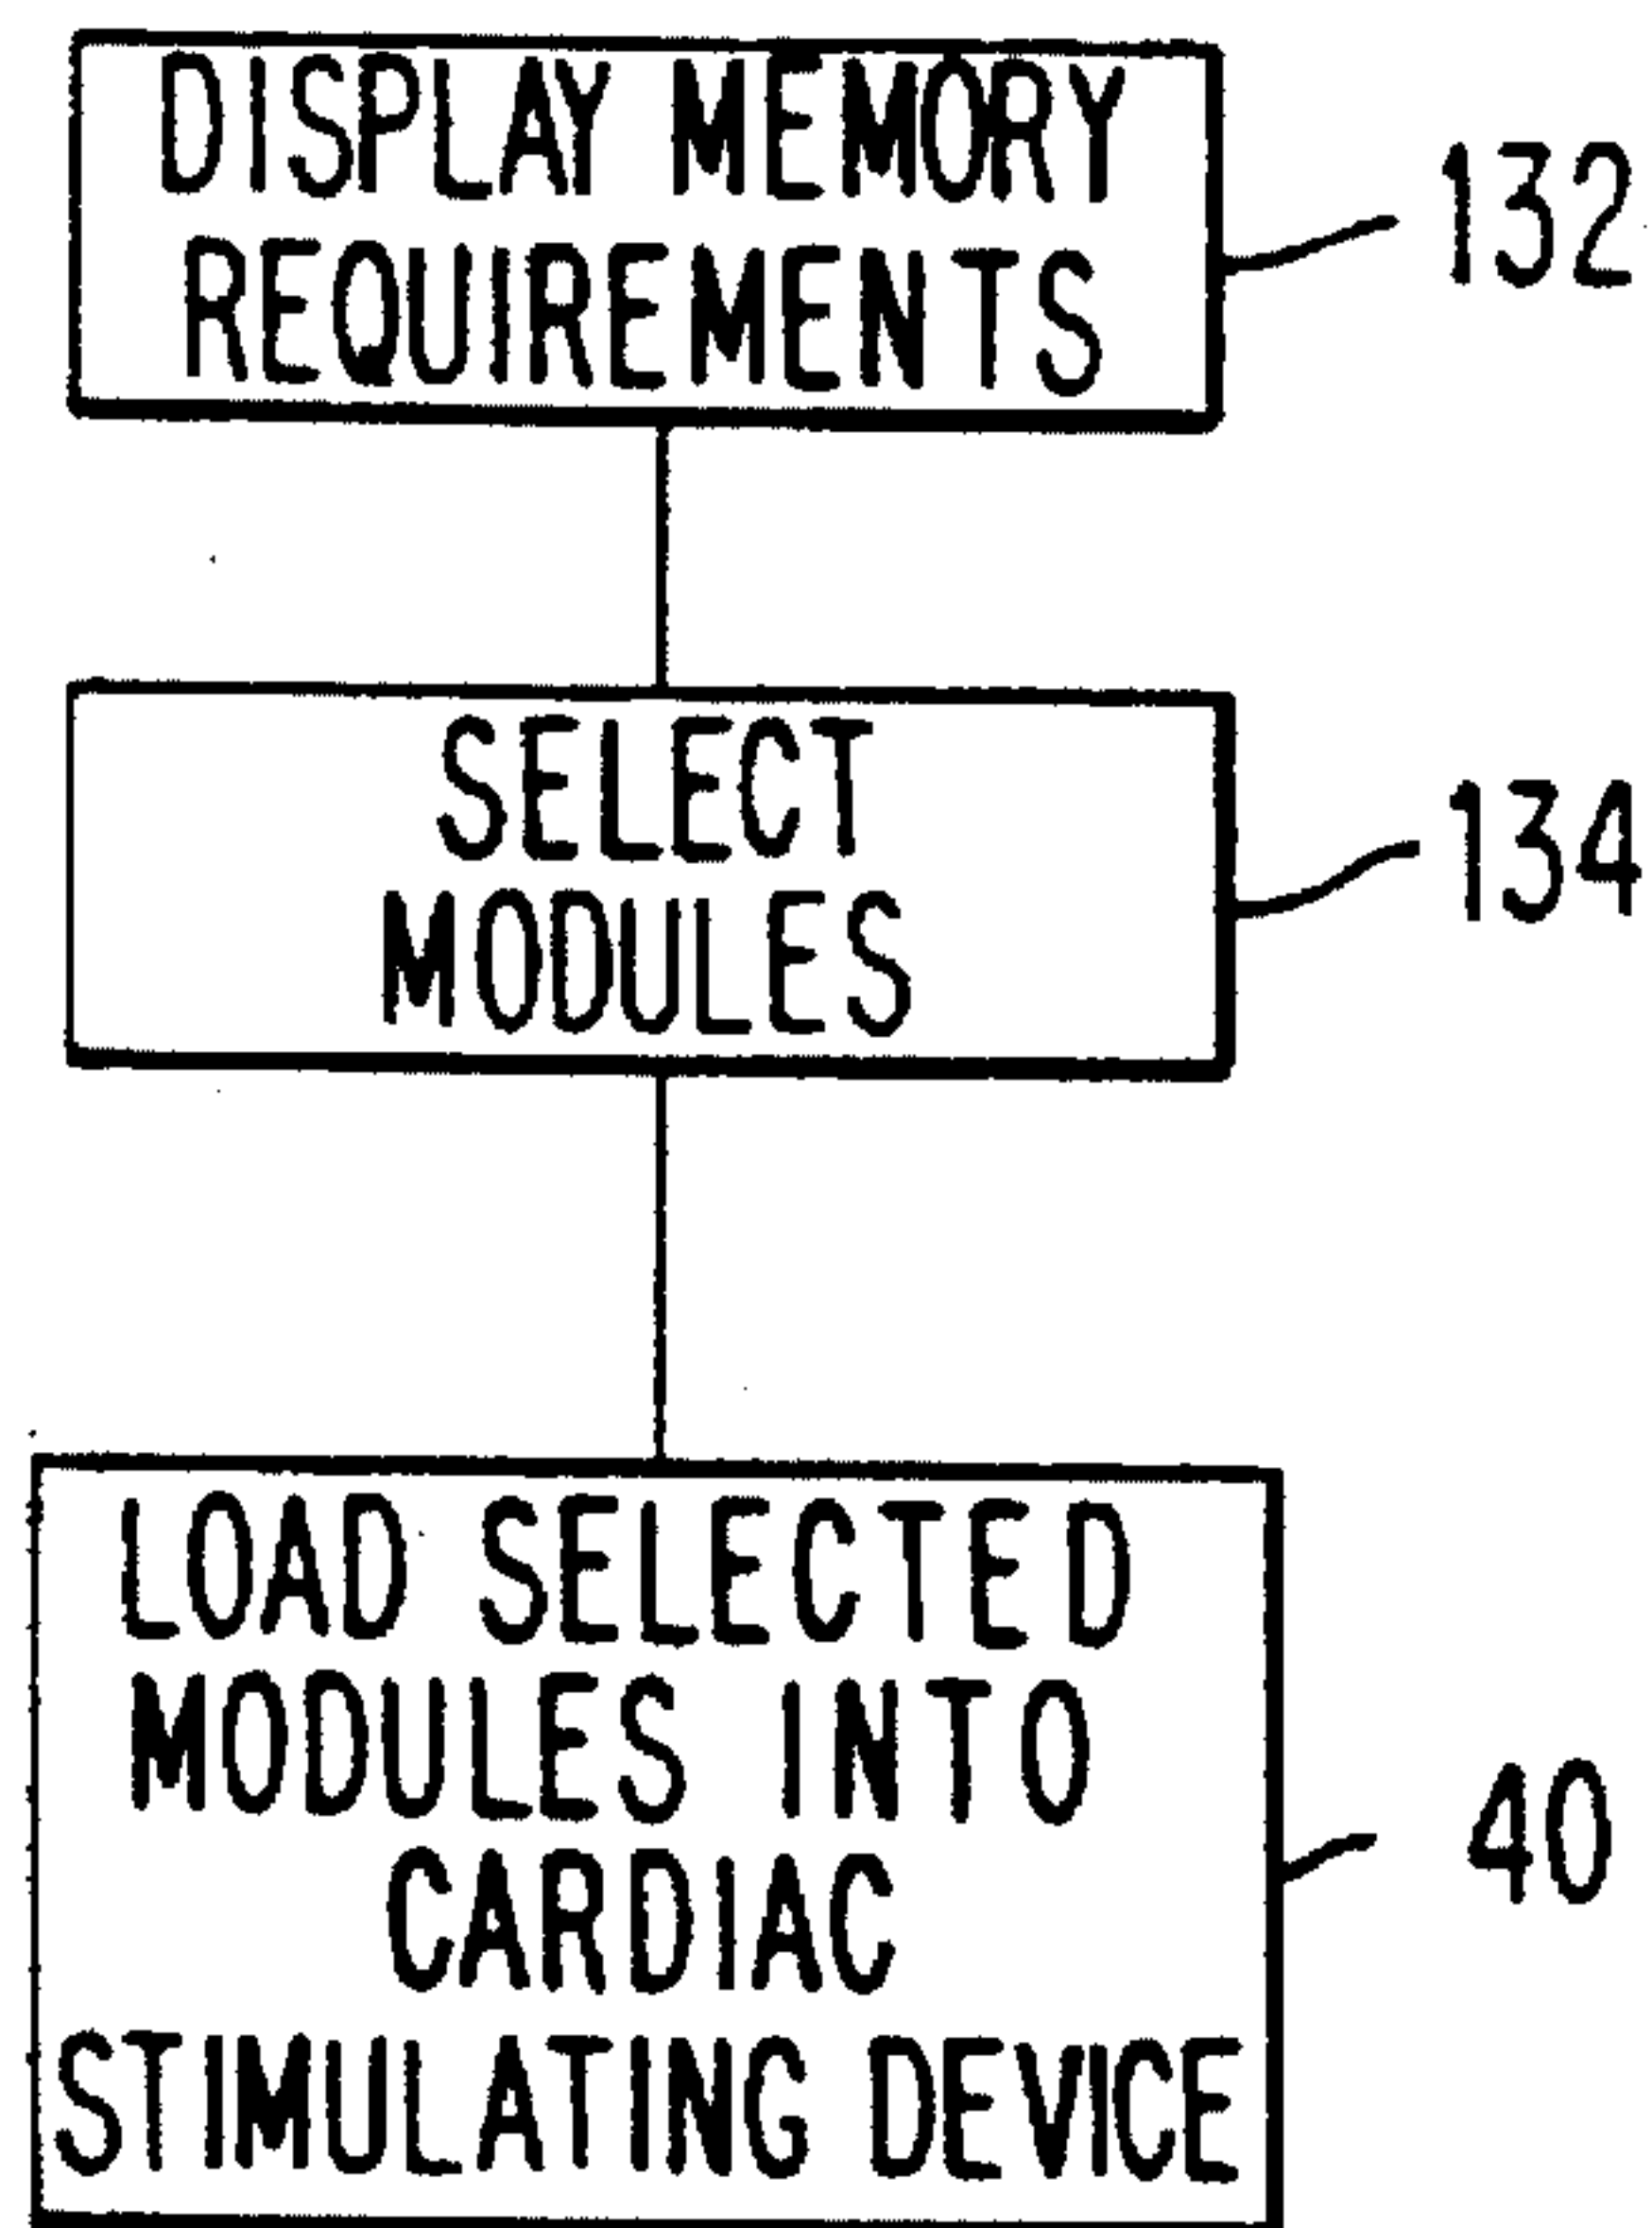 DISPLAY MEMORY
REQUIREMENTS
132
SELECT
MODULES
134
LOAD SELECTED
MODULES INTO
CARDIAC
STIMULATING DEVICE
40